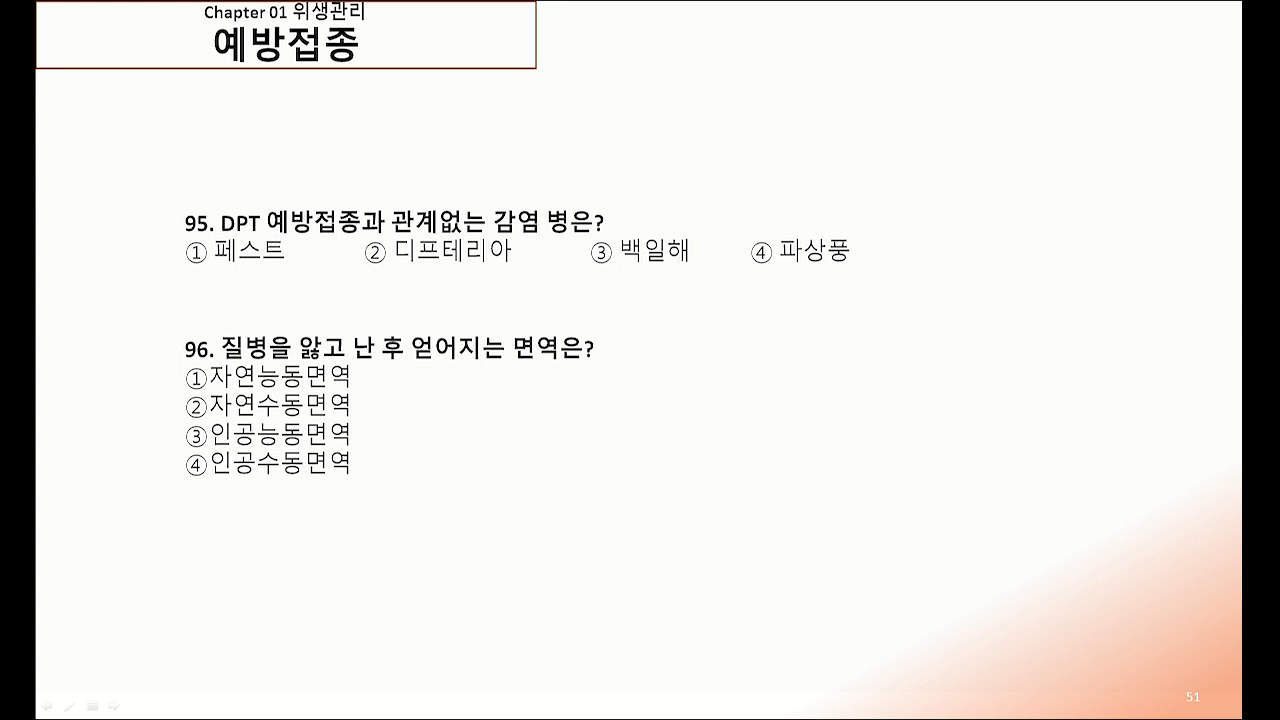 Chapter 01 위생관리
예방접종
95. DPT 예방접종과 관계없는 감염 병은?
① 페스트 ② 디프테리아 ③ 백일해 ④ 파상풍
96. 질병을 앓고 난 후 얻어지는 면역은?
①자연능동면역
②자연수동면역
③인공능동면역
④인공수동면역
51